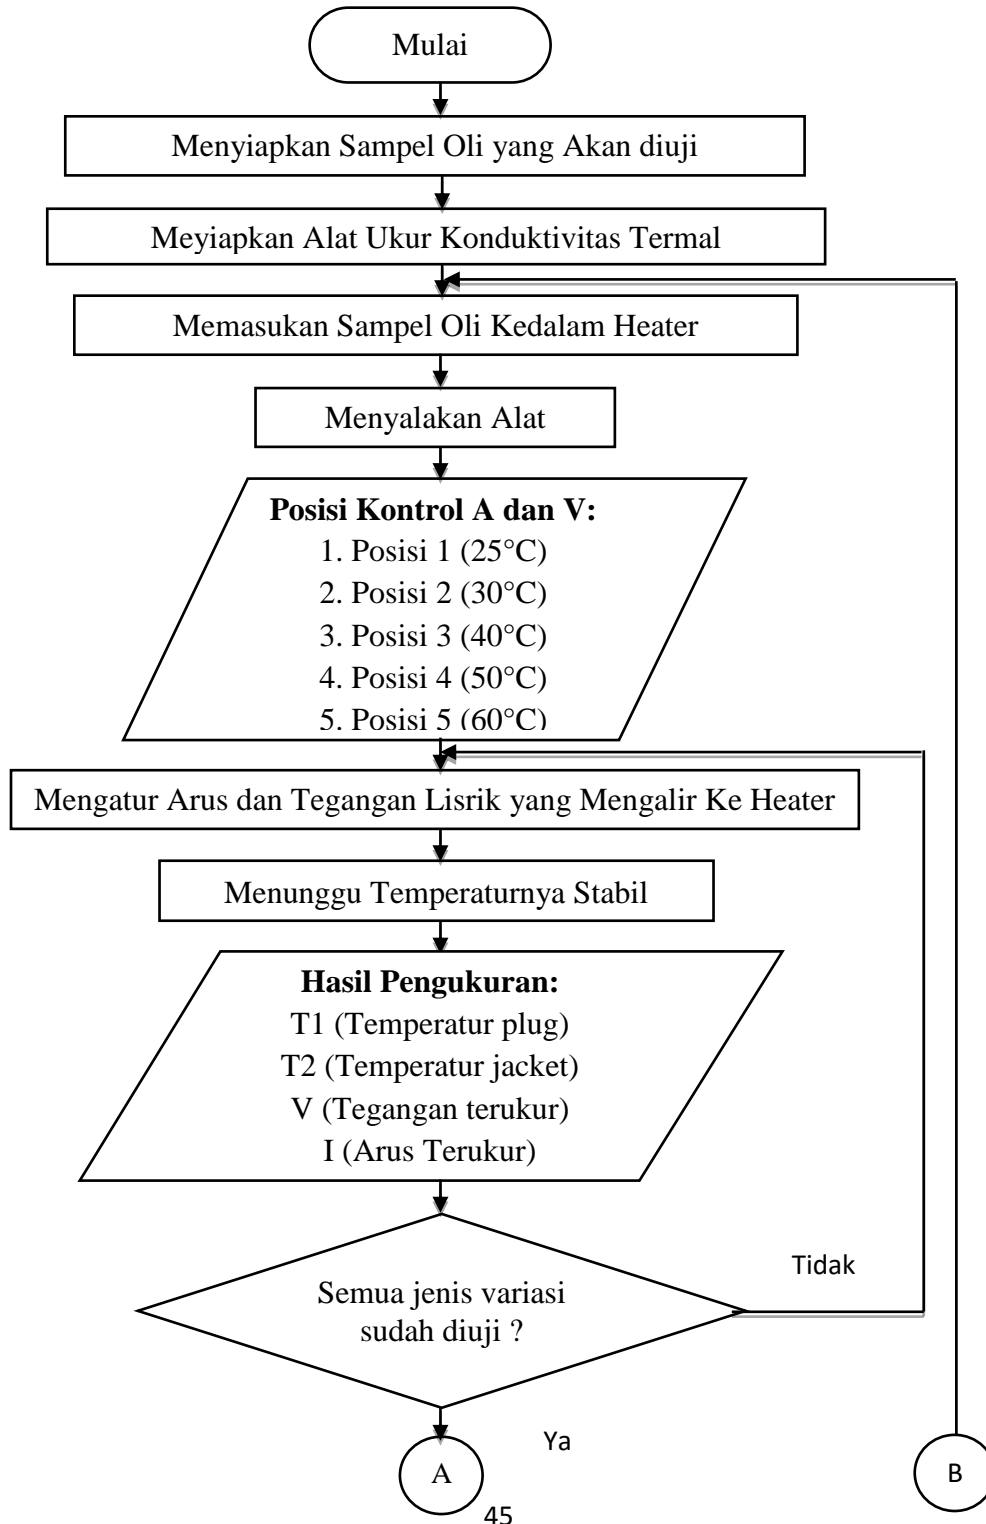 Mulai
Menyiapkan Sampel Oli yang Akan diuji
Meyiapkan Alat Ukur Konduktivitas Termal
Memasukan Sampel Oli Kedalam Heater
Menyalakan Alat
Posisi Kontrol A dan V:
1. Posisi 1 (25°C)
2. Posisi 2 (30°C)
3. Posisi 3 (40°C)
4. Posisi 4 (50°C)
5. Posisi 5 (60°C)
Mengatur Arus dan Tegangan Lisrik yang Mengalir Ke Heater
Menunggu Temperaturnya Stabil
Hasil Pengukuran:
T1 (Temperatur plug)
T2 (Temperatur jacket)
V (Tegangan terukur)
I (Arus Terukur)
Tidak
Semua jenis variasi
sudah diuji ?
Ya
A
B
45